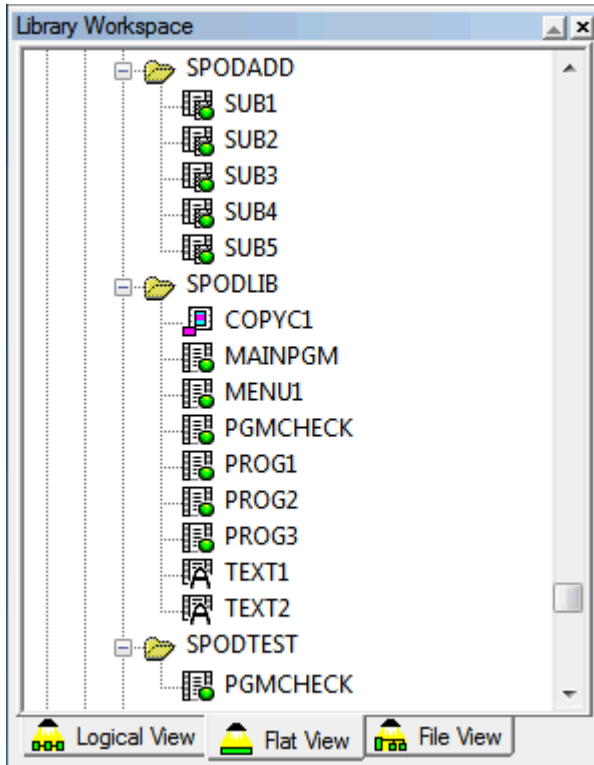 Library Workspace
SPODADD
SUB1
SUB2
SUB3
SUB4
SUB5
SPODLIB
COPYC1
MAINPGM
MENU1
PGMCHECK
PROG1
PROG2
PROG3
TEXT1
TEXT2
SPODTEST
PGMCHECK
Logical View Flat View File View